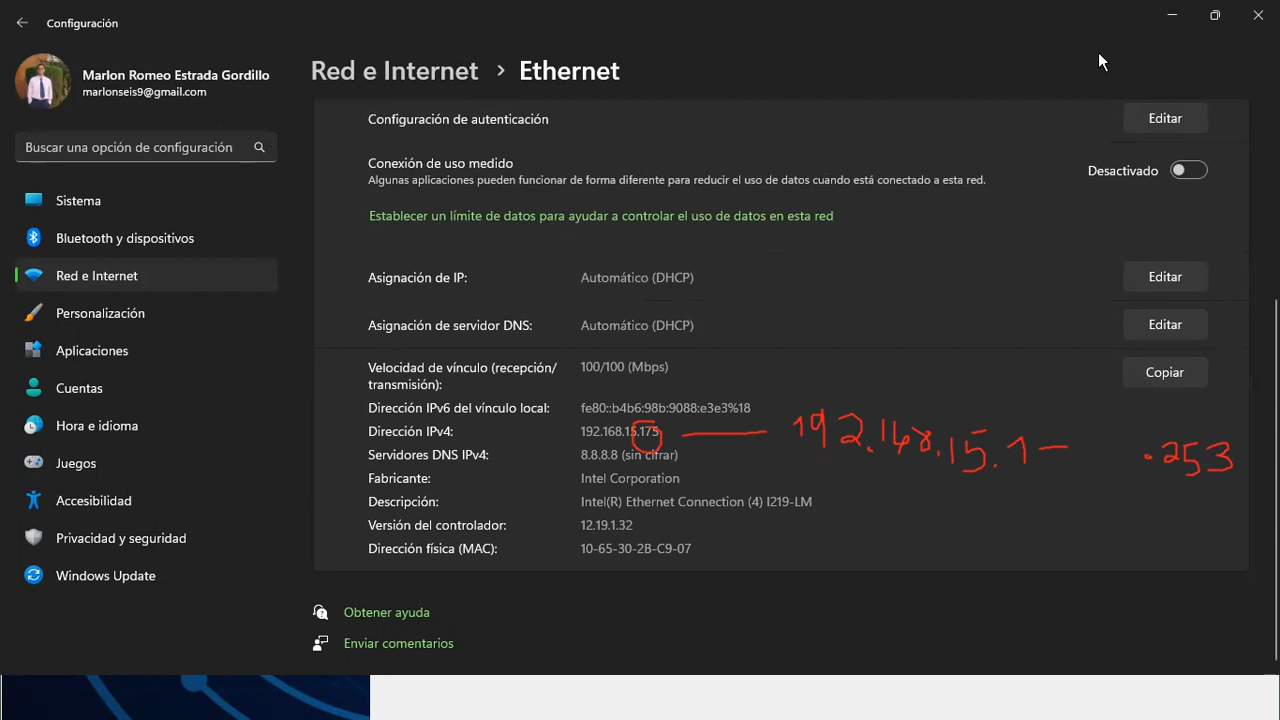 Configuración
Marlon Romeo Estrada Gordillo
marlonseis9@gmail.com
Buscar una opción de configuración
Sistema
Bluetooth y dispositivos
Red e Internet
Personalización
Aplicaciones
Cuentas
Hora e idioma
Juegos
Accesibilidad
Privacidad y seguridad
Windows Update
Red e Internet > Ethernet
Configuración de autenticación Editar
Conexión de uso medido Desactivado
Algunas aplicaciones pueden funcionar de forma diferente para reducir el uso de datos cuando está conectado a esta red.
Establecer un límite de datos para ayudar a controlar el uso de datos en esta red
Asignación de IP: Automático (DHCP) Editar
Asignación de servidor DNS: Automático (DHCP) Editar
Velocidad de vínculo (recepción/ 100/100 (Mbps) Copiar
transmisión):
Dirección IPv6 del vínculo local: fe80::b4b6:98b:9088:e3e3%18
Dirección IPv4: 192.168.15.175 — 192.168.15.1 — .253
Servidores DNS IPv4: 8.8.8.8 (sin cifrar)
Fabricante: Intel Corporation
Descripción: Intel(R) Ethernet Connection (4) I219-LM
Versión del controlador: 12.19.1.32
Dirección física (MAC): 10-65-30-2B-C9-07
Obtener ayuda
Enviar comentarios